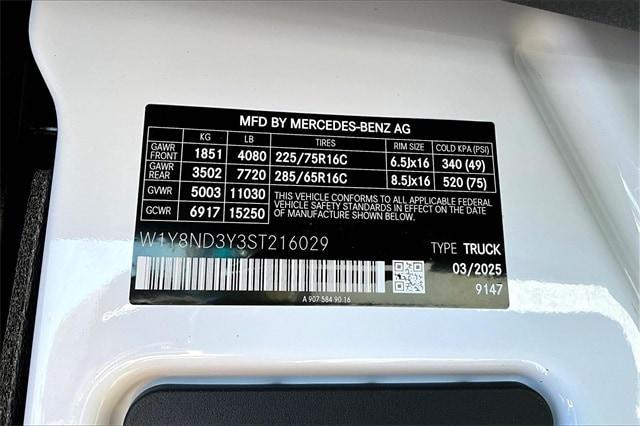 MFD BY MERCEDES-BENZ AG
KG LB TIRES RIM SIZE COLD KPA (PSI)
GAWR FRONT 1851 4080 225/75R16C 6.5Jx16 340 (49)
GAWR REAR 3502 7720 285/65R16C 8.5Jx16 520 (75)
GVWR 5003 11030 THIS VEHICLE CONFORMS TO ALL APPLICABLE FEDERAL
VEHICLE SAFETY STANDARDS IN EFFECT ON THE DATE
GCWR 6917 15250 OF MANUFACTURE SHOWN BELOW.
W1Y8ND3Y3ST216029 TYPE TRUCK
03/2025
9147
A 907 584 90 16